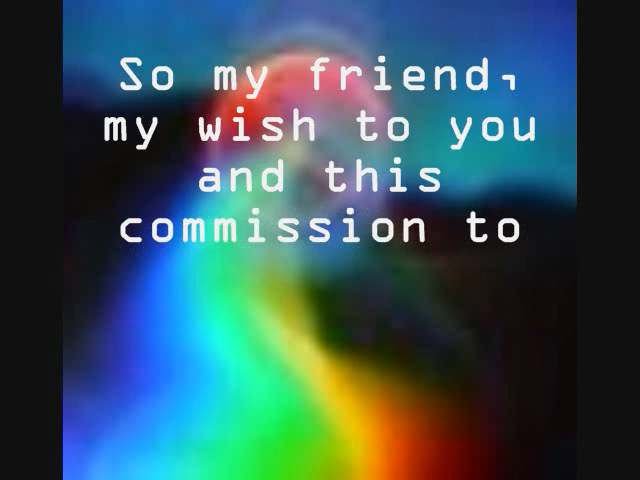 So my friend,
my wish to you
and this
commission to